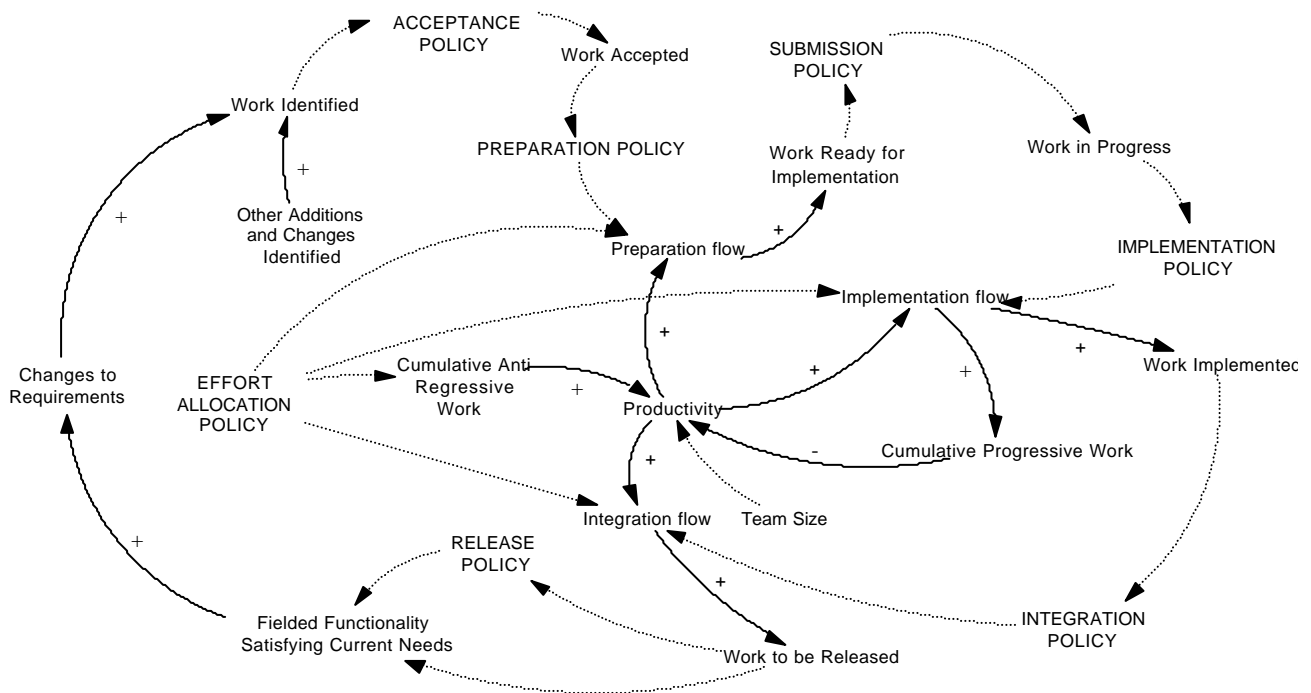 ACCEPTANCE
POLICY
Work Accepted
SUBMISSION
POLICY
Work Identified
+
PREPARATION POLICY
Work Ready for
Implementation
Work in Progress
+
Other Additions
and Changes
Identified
+
Preparation flow
IMPLEMENTATION
POLICY
Implementation flow
+
+
+
+
Work Implemented
Changes to
Requirements
EFFORT
ALLOCATION
POLICY
Cumulative Anti
Regressive
Work
+
Productivity
-
Cumulative Progressive Work
+
Integration flow
Team Size
+
RELEASE
POLICY
+
Fielded Functionality
Satisfying Current Needs
Work to be Released
INTEGRATION
POLICY